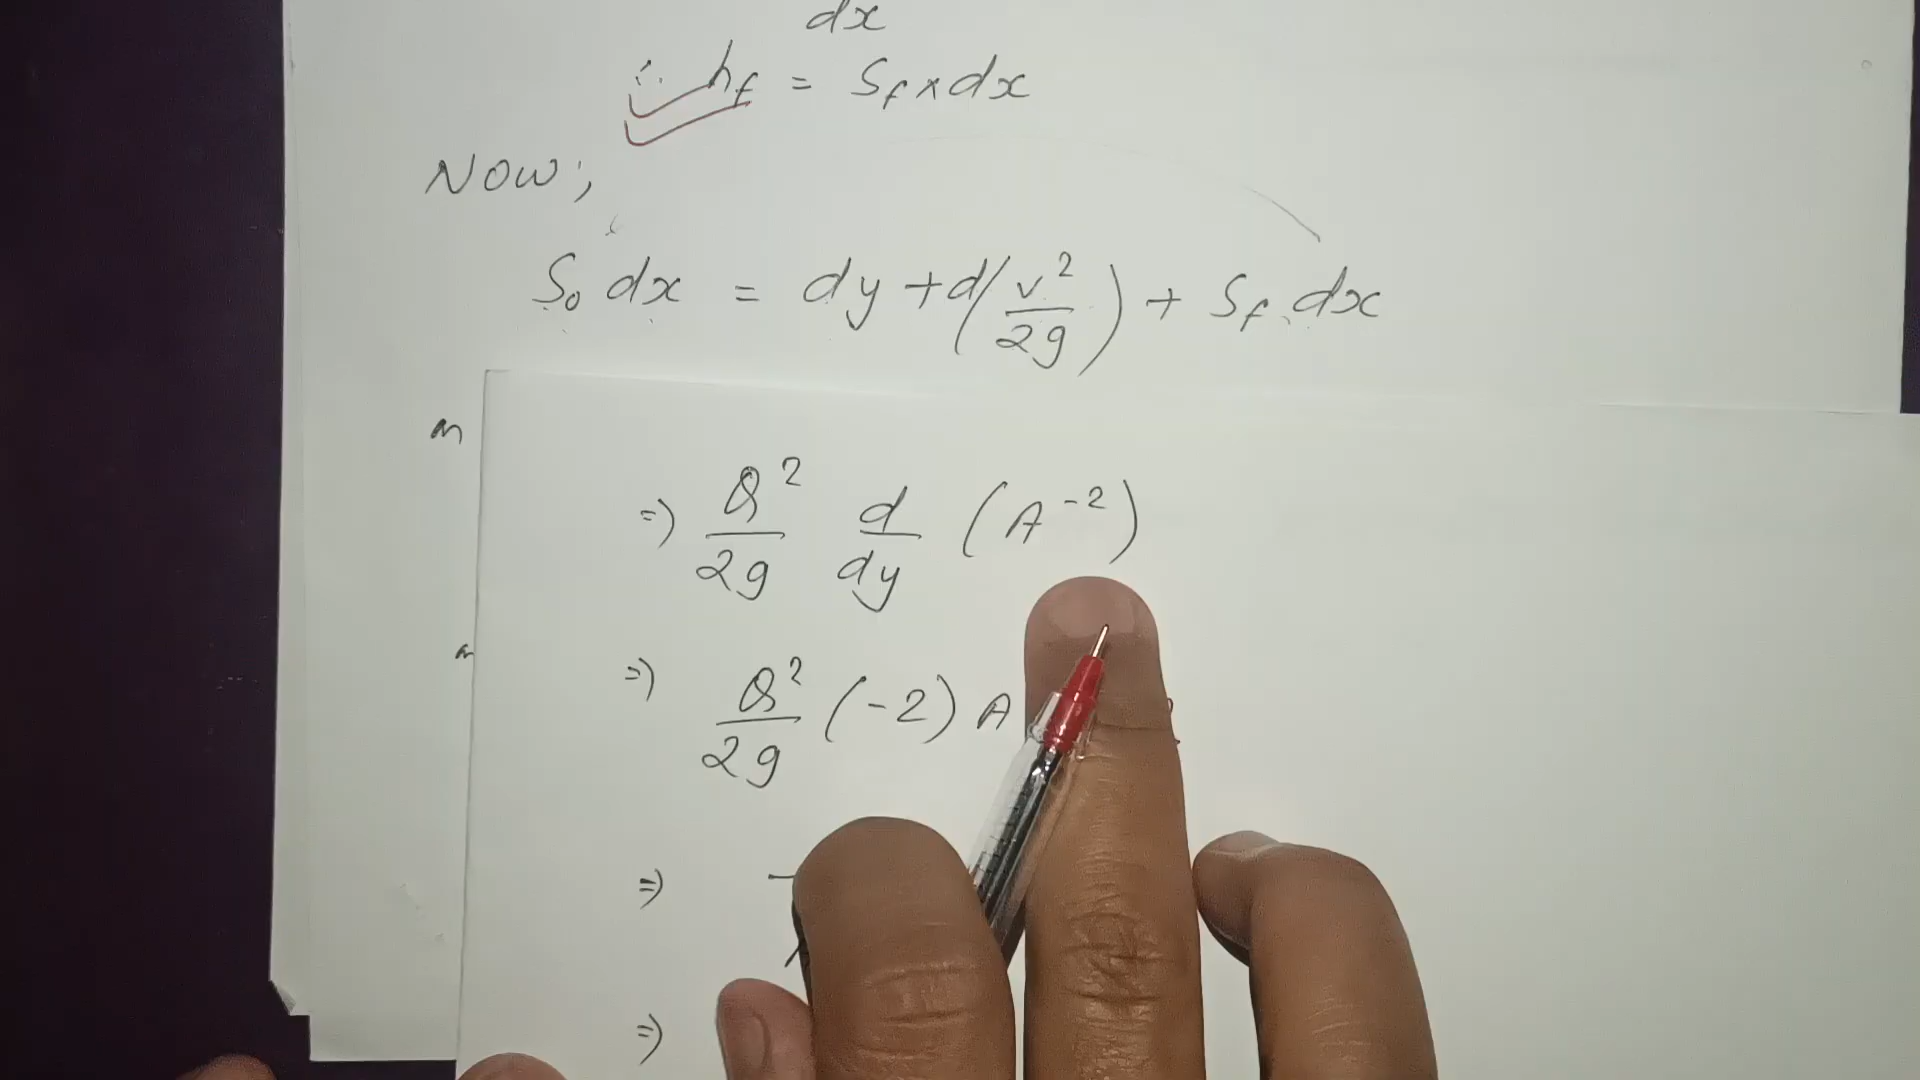 dx
∴ hf = Sf × dx
NOW;
S₀ dx = dy + d(v²/2g) + Sf dx
⇒) Q²/2g d/dy (A⁻²)
⇒) Q²/2g (-2) A
⇒)
⇒)